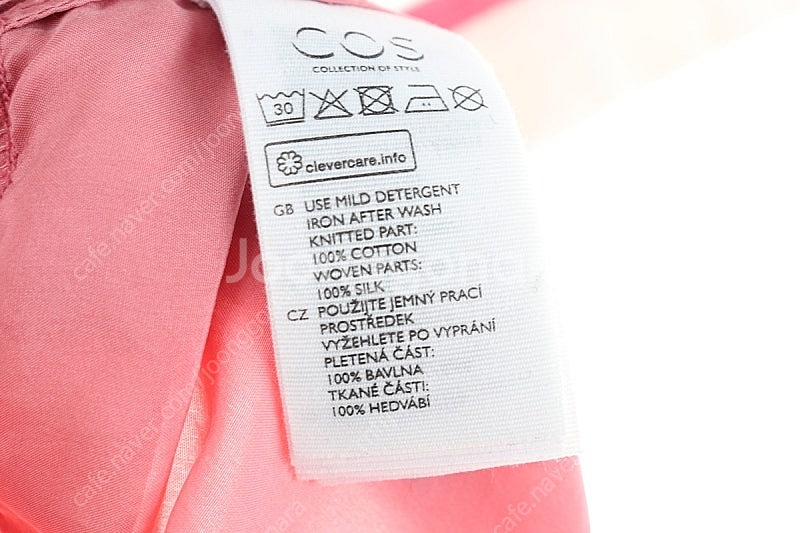 COS
COLLECTION OF STYLE
30
clevercare.info
GB USE MILD DETERGENT
IRON AFTER WASH
KNITTED PART:
100% COTTON
WOVEN PARTS:
100% SILK
CZ POUŽIJTE JEMNÝ PRACÍ
PROSTŘEDEK
VYŽEHLETE PO VYPRÁNÍ
PLETENÁ ČÁST:
100% BAVLNA
TKANÉ ČÁSTI:
100% HEDVÁBÍ